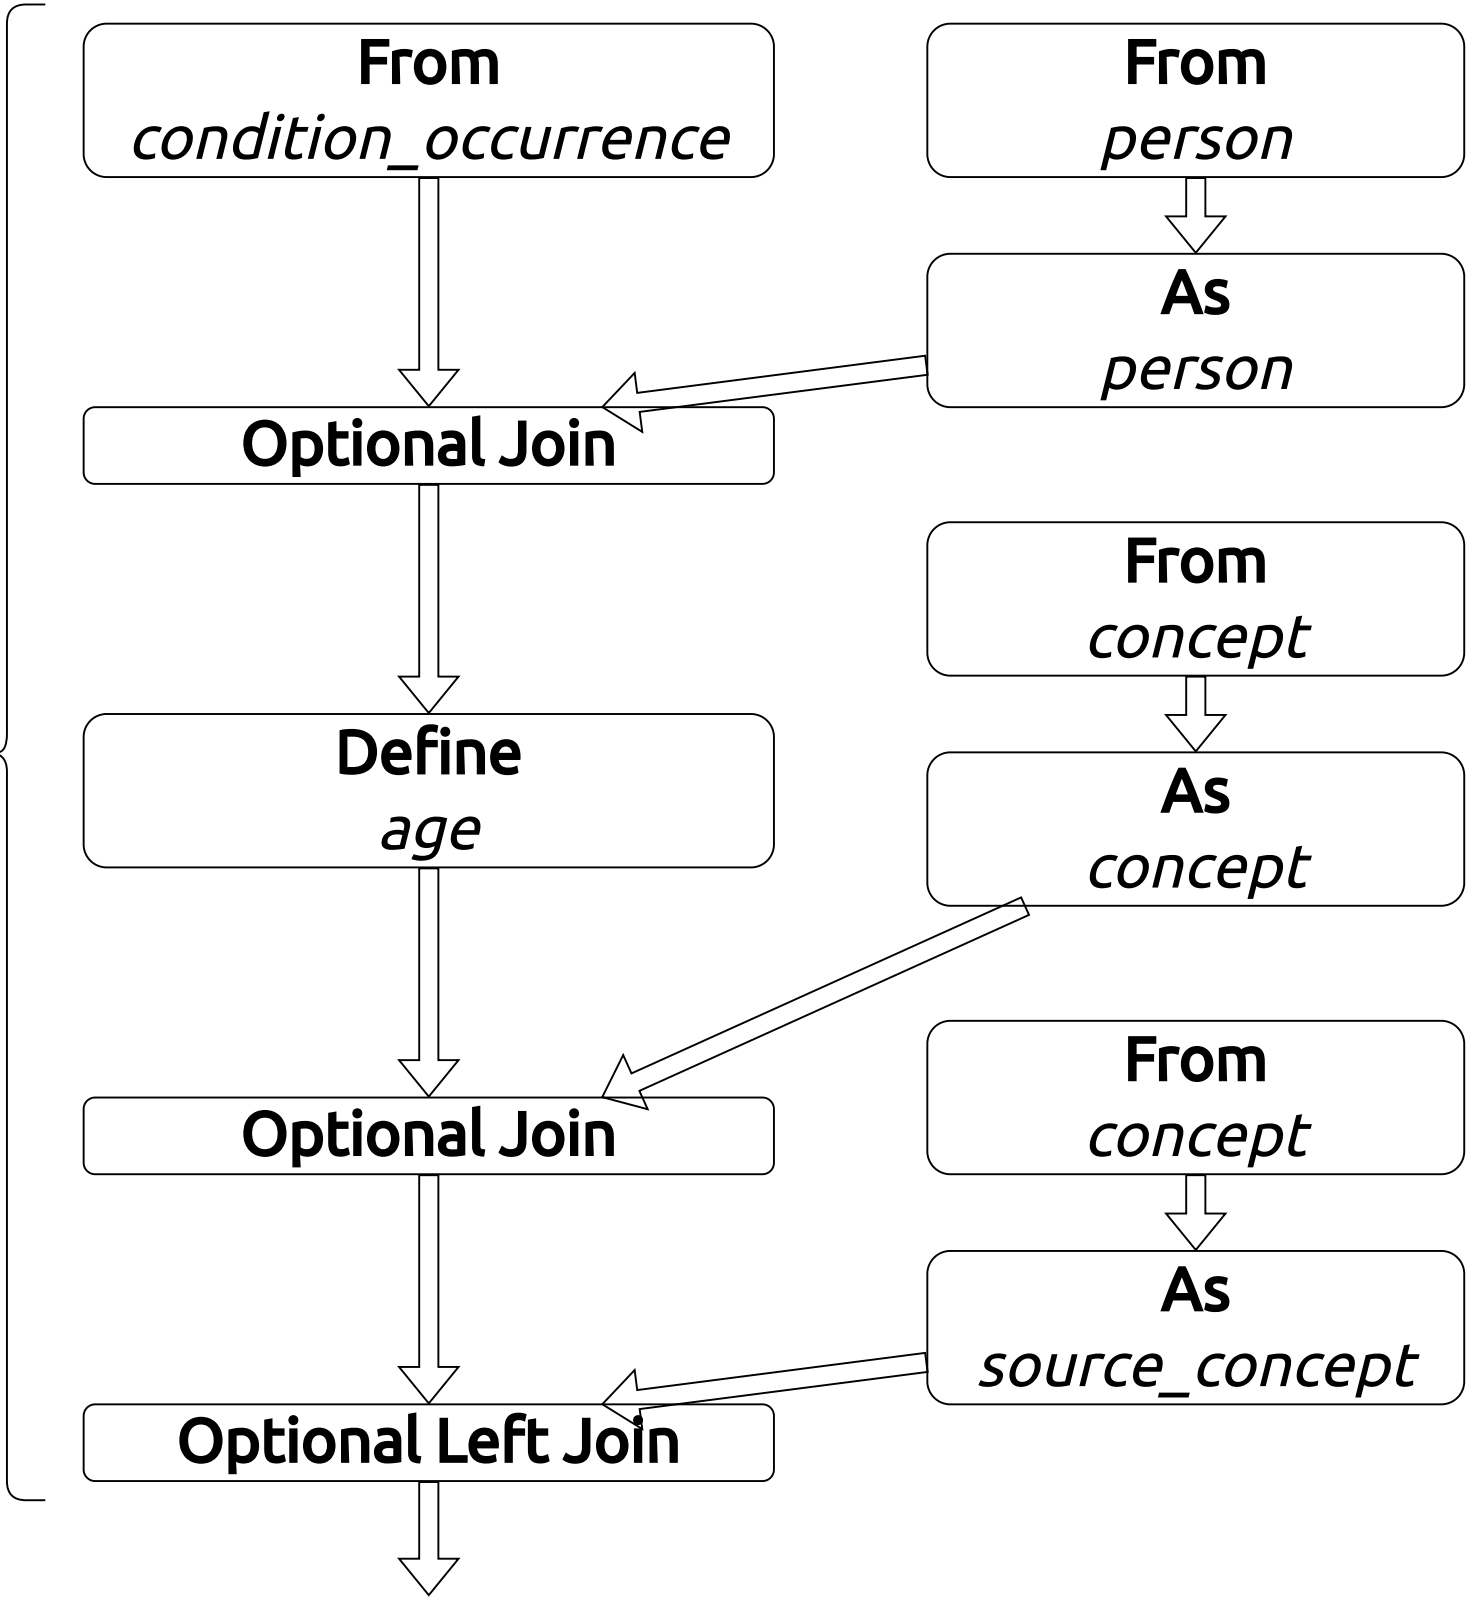 From
condition_occurrence
From
person
As
person
Optional Join
From
concept
Define
age
As
concept
Optional Join
From
concept
As
source_concept
Optional Left Join